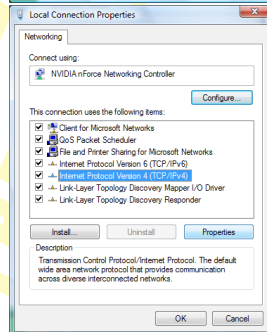 Local Connection Properties
Networking
Connect using:
NVIDIA nForce Networking Controller
Configure...
This connection uses the following items:
Client for Microsoft Networks
QoS Packet Scheduler
File and Printer Sharing for Microsoft Networks
Internet Protocol Version 6 (TCP/IPv6)
Internet Protocol Version 4 (TCP/IPv4)
Link-Layer Topology Discovery Mapper I/O Driver
Link-Layer Topology Discovery Responder
Install...
Uninstall
Properties
Description
Transmission Control Protocol/Internet Protocol. The default
wide area network protocol that provides communication
across diverse interconnected networks.
OK
Cancel